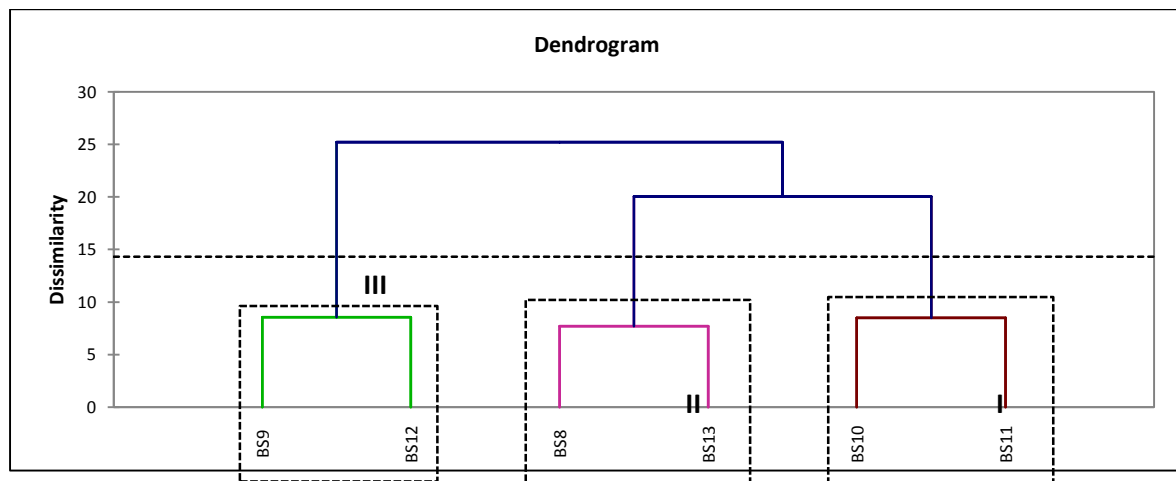 Dendrogram
30
25
20
15
10
5
0
Dissimilarity
III
II
I
BS9
BS12
BS8
BS13
BS10
BS11